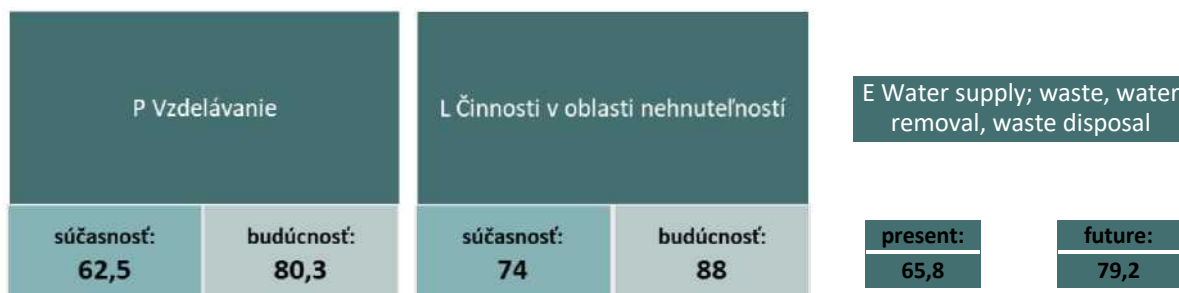 P Vzdelávanie
súčasnosť:
62,5
budúcnosť:
80,3
L Činnosti v oblasti nehnuteľností
súčasnosť:
74
budúcnosť:
88
E Water supply; waste, water
removal, waste disposal
present:
65,8
future:
79,2